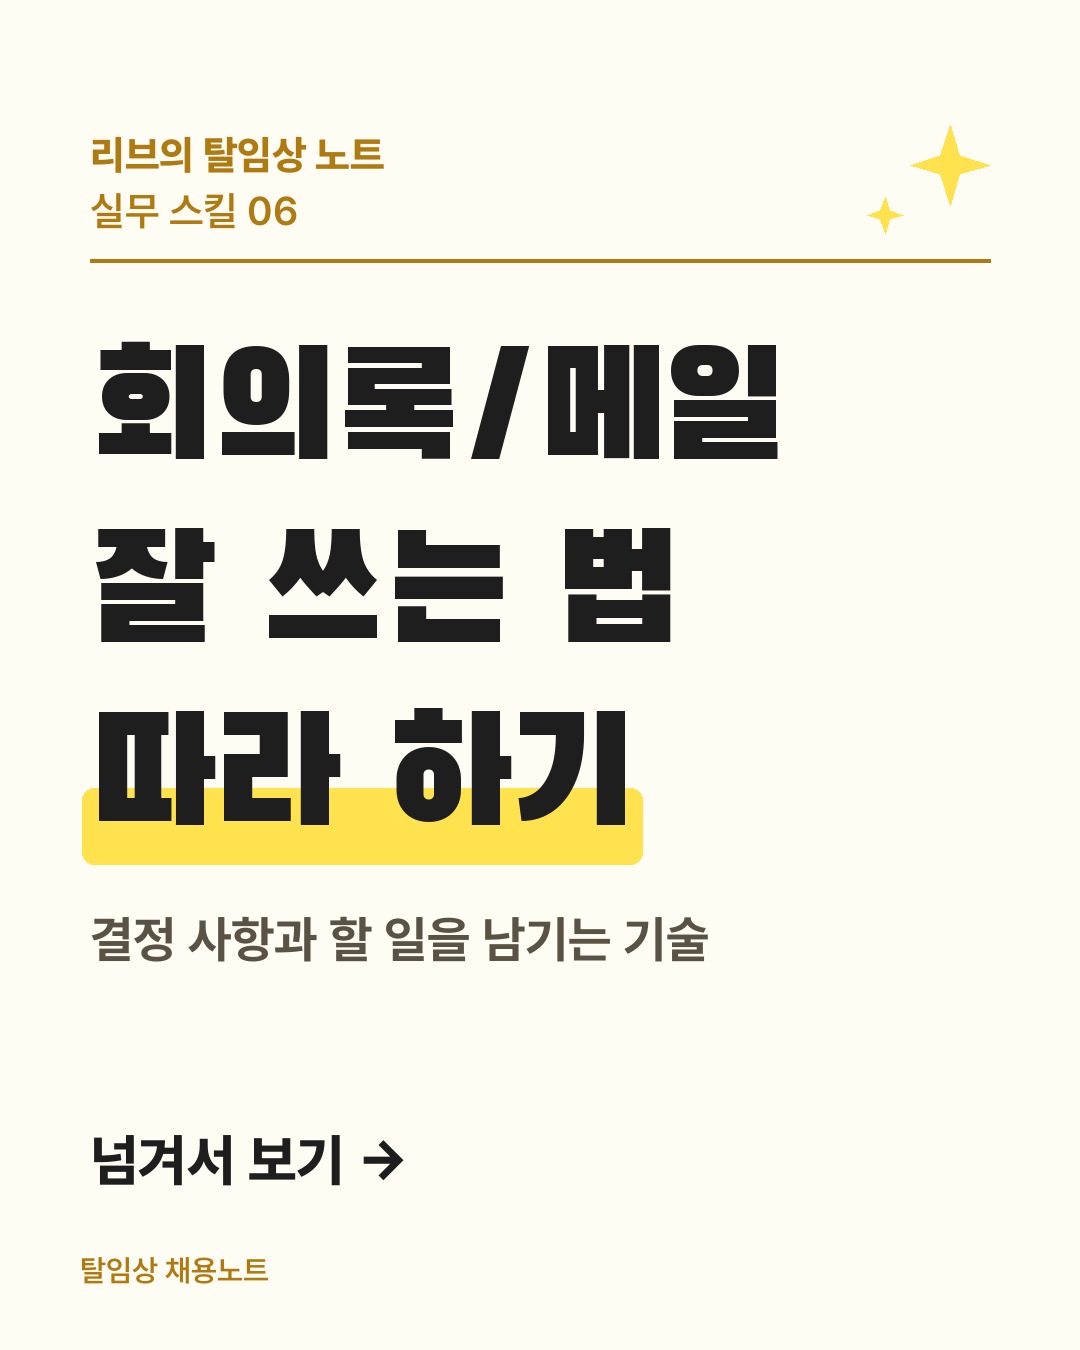 리브의 탈임상 노트
실무 스킬 06
회의록/메일
잘 쓰는 법
따라 하기
결정 사항과 할 일을 남기는 기술
넘겨서 보기 →
탈임상 채용노트